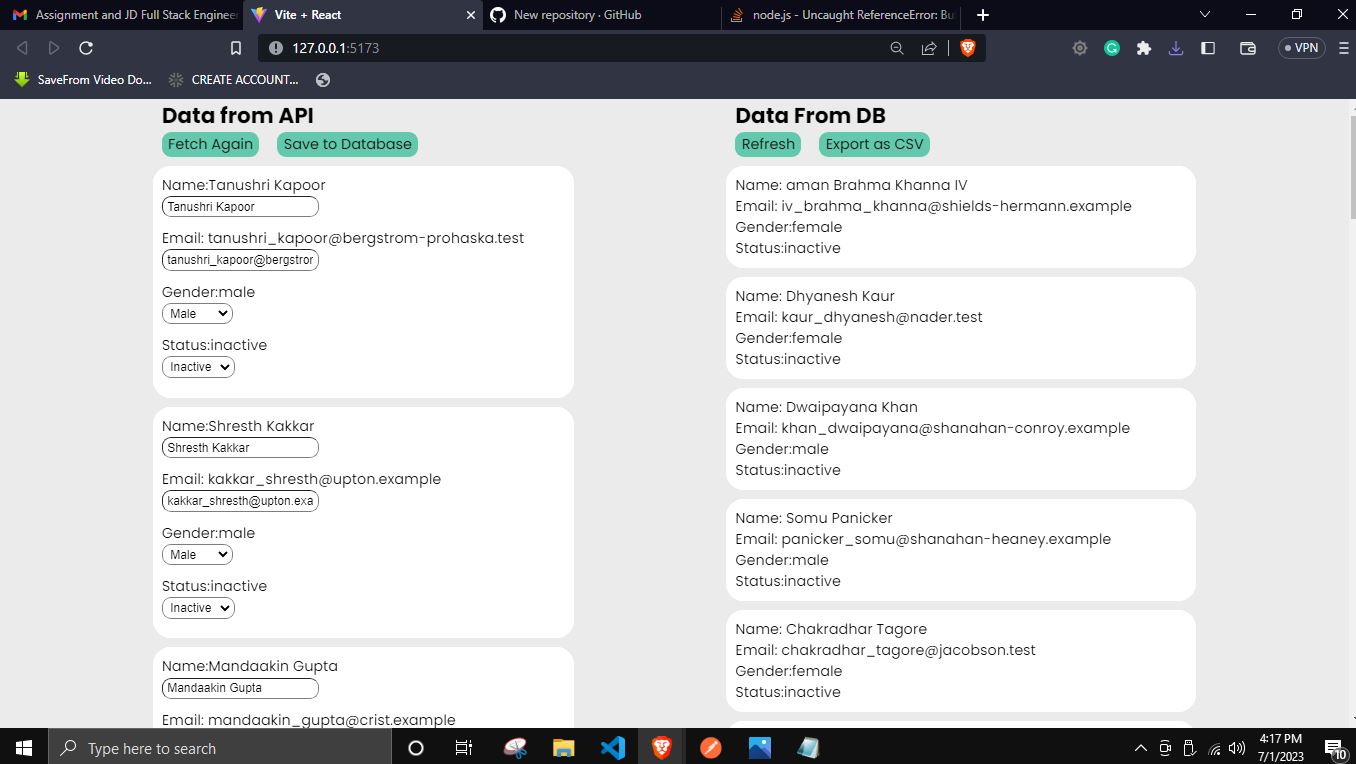 Assignment and JD Full Stack Engineer
Vite + React
New repository · GitHub
node.js - Uncaught ReferenceError: Bu
127.0.0.1:5173
VPN
SaveFrom Video Do...
CREATE ACCOUNT...
Data from API
Fetch Again
Save to Database
Name:Tanushri Kapoor
Tanushri Kapoor
Email: tanushri_kapoor@bergstrom-prohaska.test
tanushri_kapoor@bergstror
Gender:male
Male
Status:inactive
Inactive
Name:Shresth Kakkar
Shresth Kakkar
Email: kakkar_shresth@upton.example
kakkar_shresth@upton.exa
Gender:male
Male
Status:inactive
Inactive
Name:Mandaakin Gupta
Mandaakin Gupta
Email: mandaakin_gupta@crist.example
Data From DB
Refresh
Export as CSV
Name: aman Brahma Khanna IV
Email: iv_brahma_khanna@shields-hermann.example
Gender:female
Status:inactive
Name: Dhyanesh Kaur
Email: kaur_dhyanesh@nader.test
Gender:female
Status:inactive
Name: Dwaipayana Khan
Email: khan_dwaipayana@shanahan-conroy.example
Gender:male
Status:inactive
Name: Somu Panicker
Email: panicker_somu@shanahan-heaney.example
Gender:male
Status:inactive
Name: Chakradhar Tagore
Email: chakradhar_tagore@jacobson.test
Gender:female
Status:inactive
Type here to search
4:17 PM
7/1/2023
10